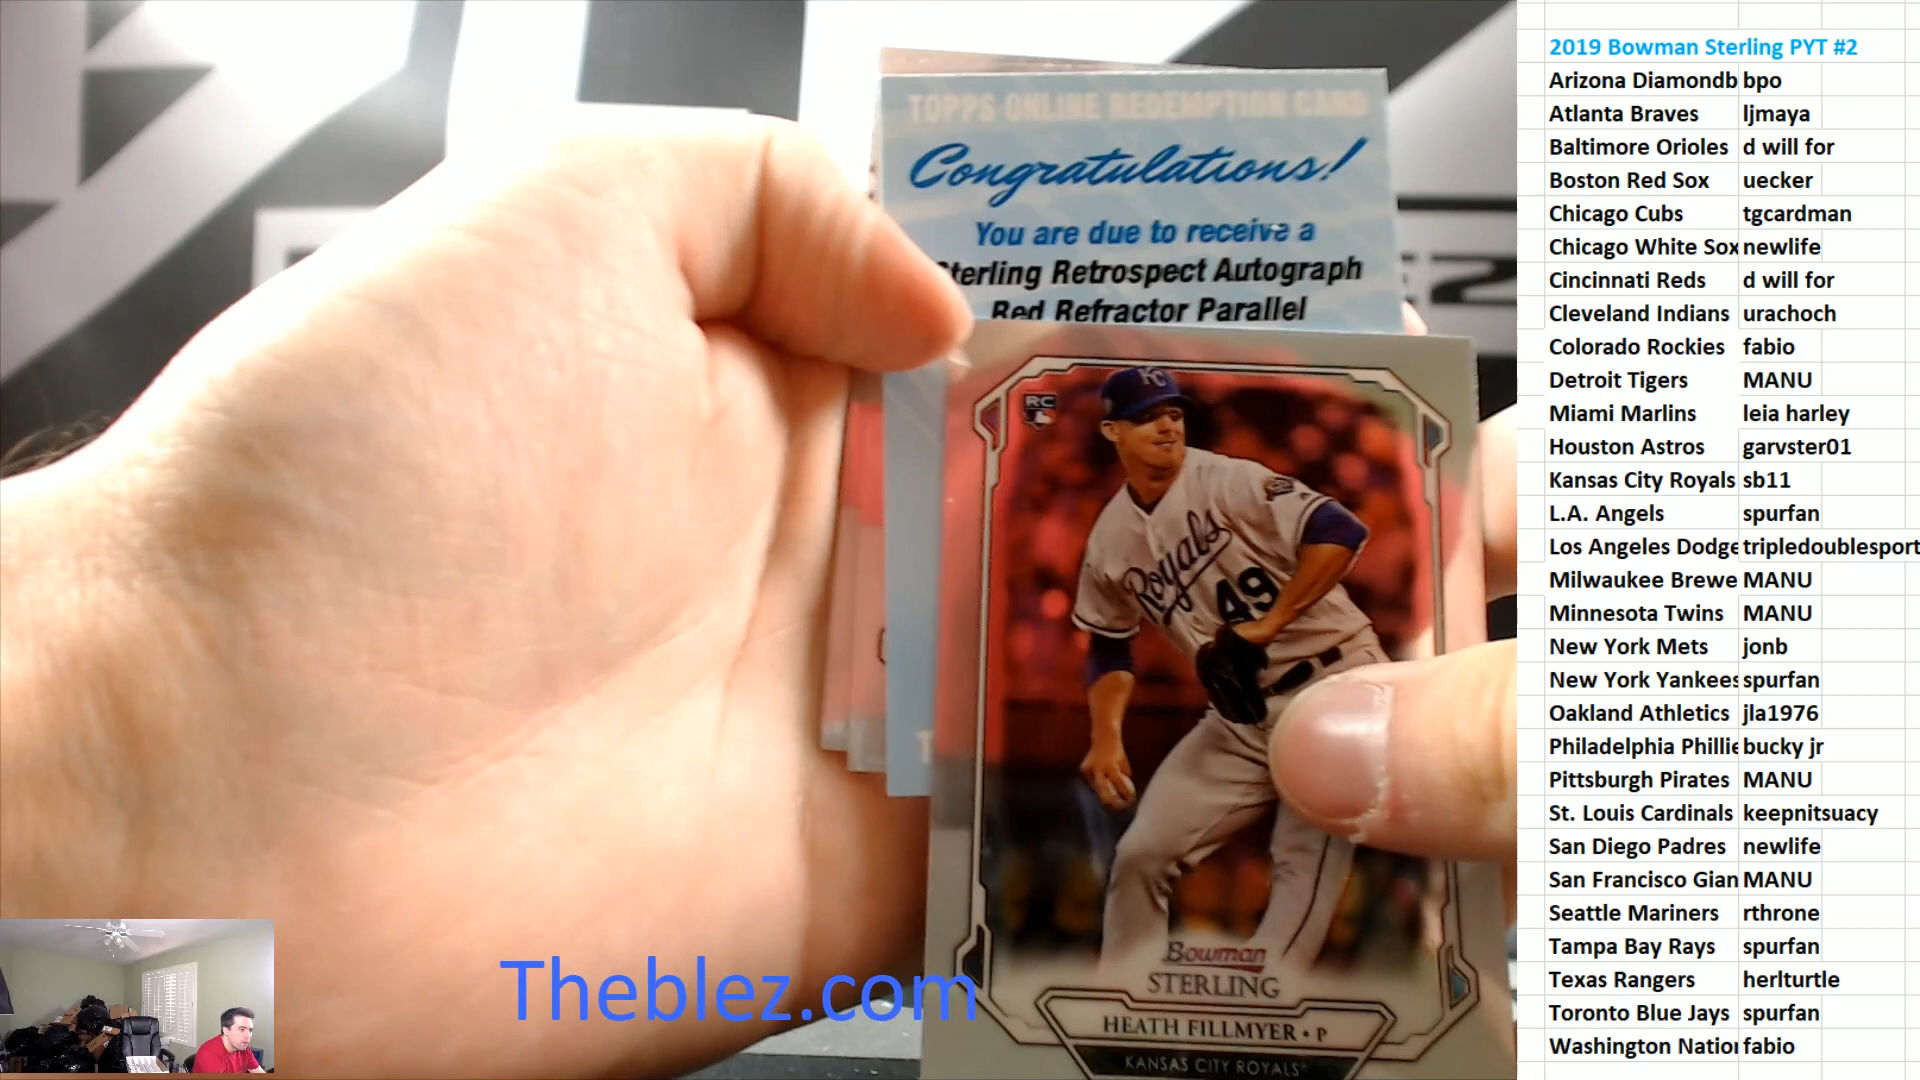 TOPPS ONLINE REDEMPTION CARD
Congratulations!
You are due to receive a
Sterling Retrospect Autograph
Red Refractor Parallel
RC
KC
Royals
49
Bowman
STERLING
HEATH FILLMYER • P
KANSAS CITY ROYALS
Theblez.com
2019 Bowman Sterling PYT #2
Arizona Diamondb bpo
Atlanta Braves ljmaya
Baltimore Orioles d will for
Boston Red Sox uecker
Chicago Cubs tgcardman
Chicago White Sox newlife
Cincinnati Reds d will for
Cleveland Indians urachoch
Colorado Rockies fabio
Detroit Tigers MANU
Miami Marlins leia harley
Houston Astros garvster01
Kansas City Royals sb11
L.A. Angels spurfan
Los Angeles Dodge tripledoublesport
Milwaukee Brewe MANU
Minnesota Twins MANU
New York Mets jonb
New York Yankees spurfan
Oakland Athletics jla1976
Philadelphia Phillie bucky jr
Pittsburgh Pirates MANU
St. Louis Cardinals keepnitsuacy
San Diego Padres newlife
San Francisco Gian MANU
Seattle Mariners rthrone
Tampa Bay Rays spurfan
Texas Rangers herlturtle
Toronto Blue Jays spurfan
Washington Natio fabio